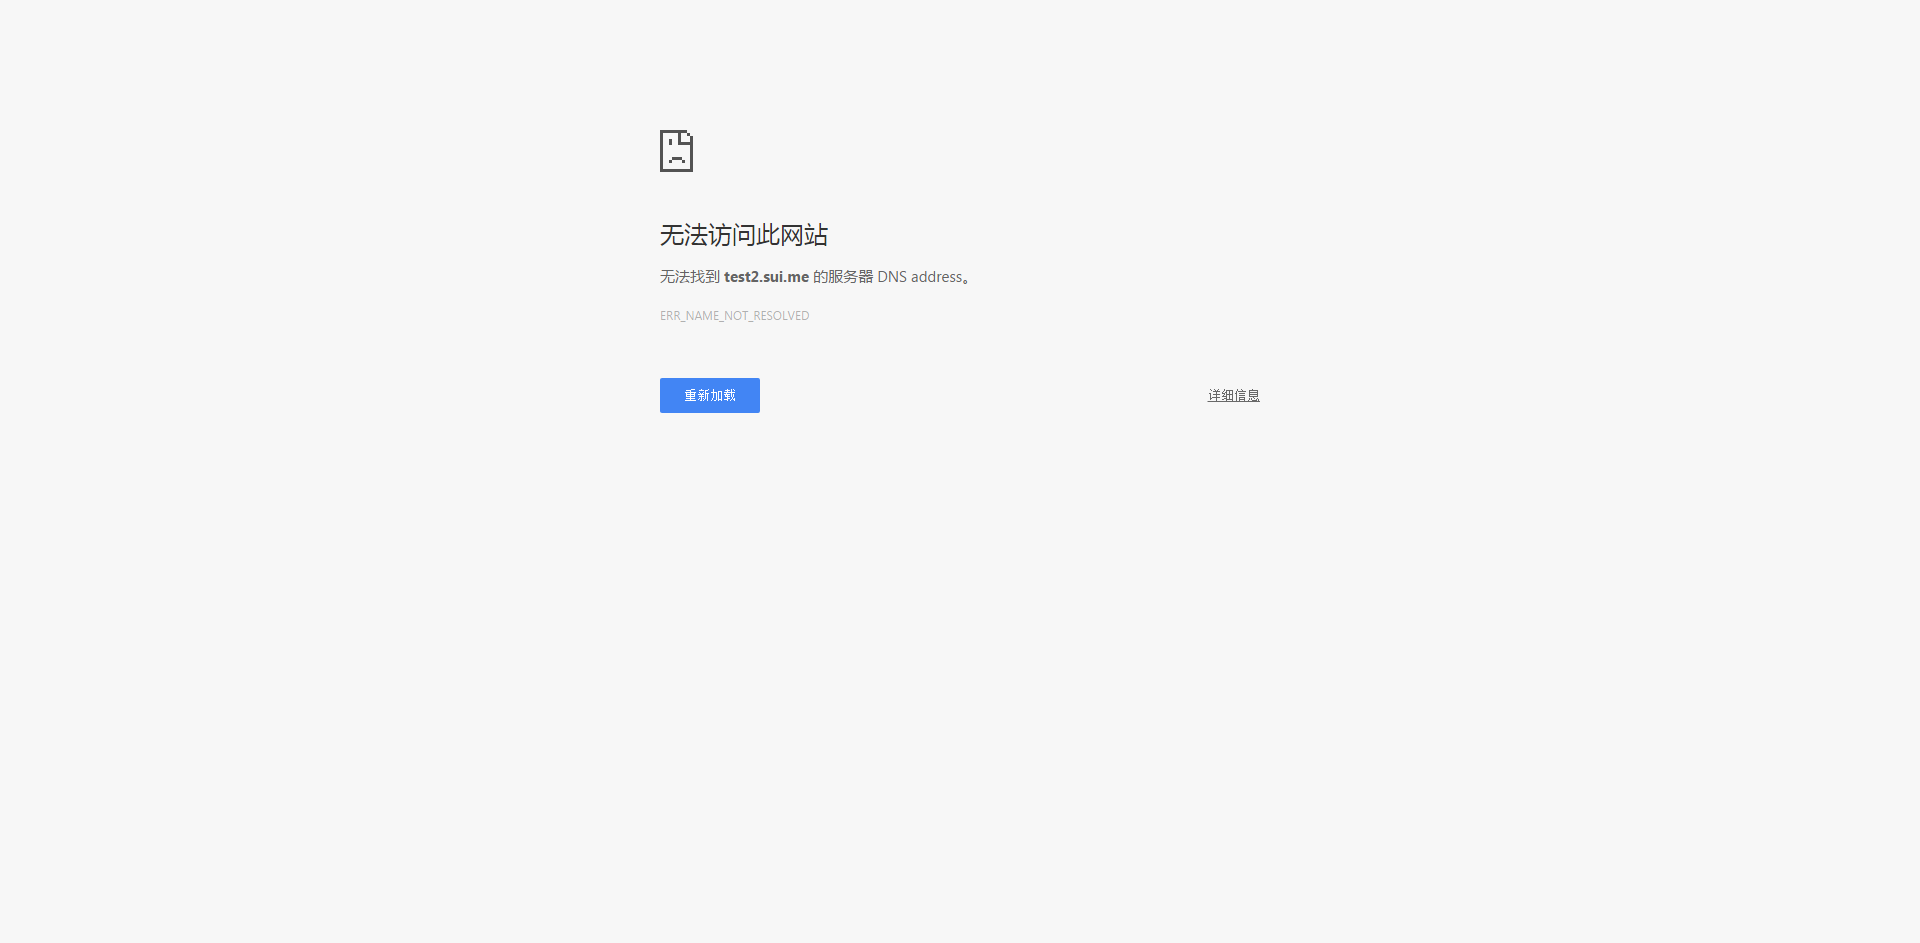 无法访问此网站
无法找到 test2.sui.me 的服务器 DNS address。
ERR_NAME_NOT_RESOLVED
重新加载
详细信息